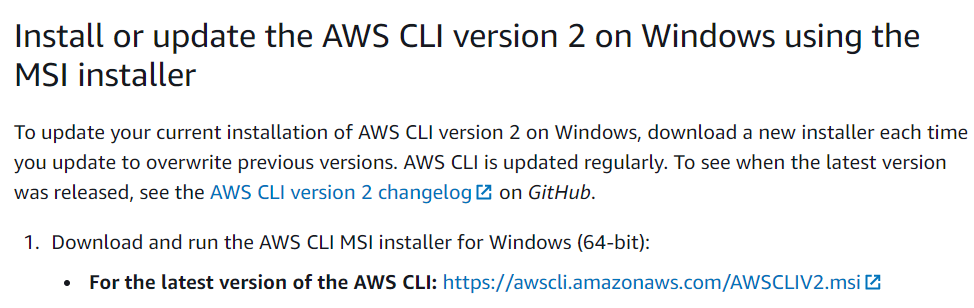 Install or update the AWS CLI version 2 on Windows using the
MSI installer
To update your current installation of AWS CLI version 2 on Windows, download a new installer each time
you update to overwrite previous versions. AWS CLI is updated regularly. To see when the latest version
was released, see the AWS CLI version 2 changelog on GitHub.
1. Download and run the AWS CLI MSI installer for Windows (64-bit):
• For the latest version of the AWS CLI: https://awscli.amazonaws.com/AWSCLIV2.msi